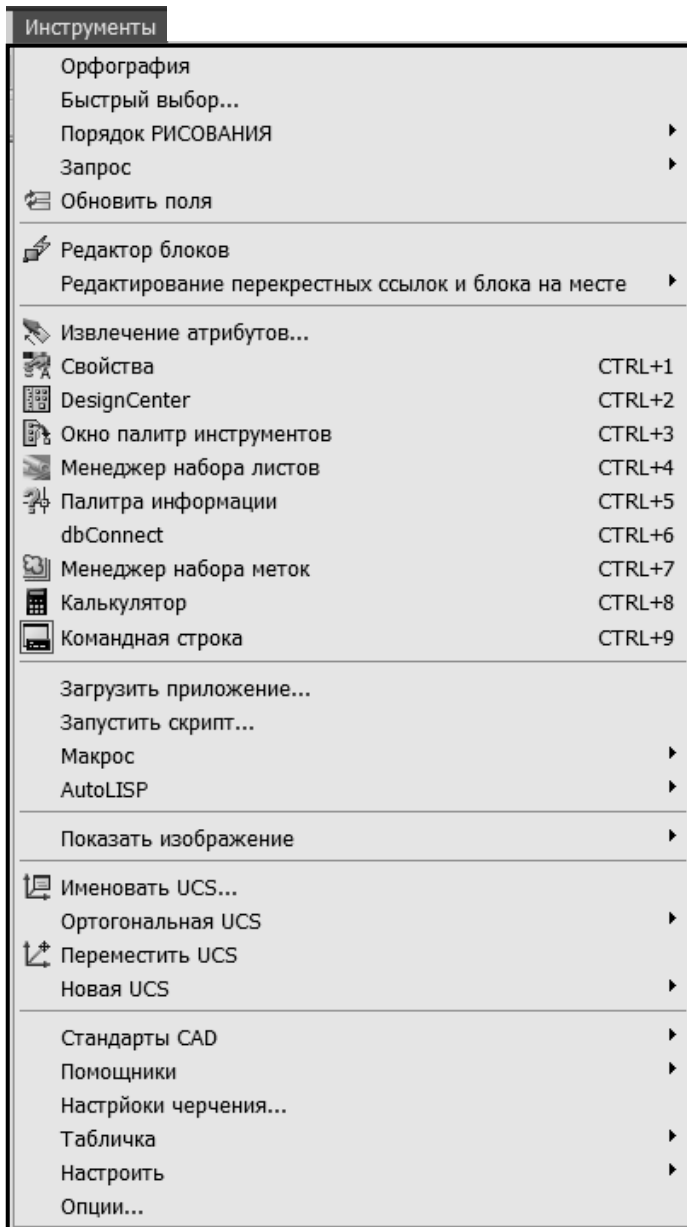 Инструменты
Орфография
Быстрый выбор...
Порядок РИСОВАНИЯ
Запрос
Обновить поля
Редактор блоков
Редактирование перекрестных ссылок и блока на месте
Извлечение атрибутов...
Свойства CTRL+1
DesignCenter CTRL+2
Окно палитр инструментов CTRL+3
Менеджер набора листов CTRL+4
Палитра информации CTRL+5
dbConnect CTRL+6
Менеджер набора меток CTRL+7
Калькулятор CTRL+8
Командная строка CTRL+9
Загрузить приложение...
Запустить скрипт...
Макрос
AutoLISP
Показать изображение
Именовать UCS...
Ортогональная UCS
Переместить UCS
Новая UCS
Стандарты CAD
Помощники
Настрйоки черчения...
Табличка
Настроить
Опции...